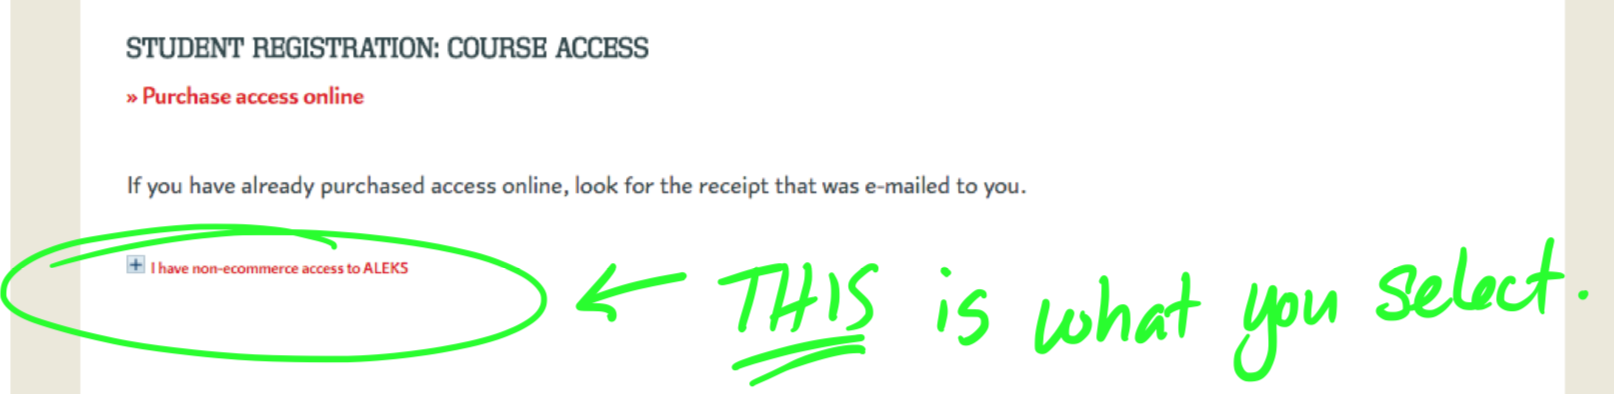 STUDENT REGISTRATION: COURSE ACCESS
» Purchase access online
If you have already purchased access online, look for the receipt that was e-mailed to you.
I have non-ecommerce access to ALEKS
← THIS is what you select.